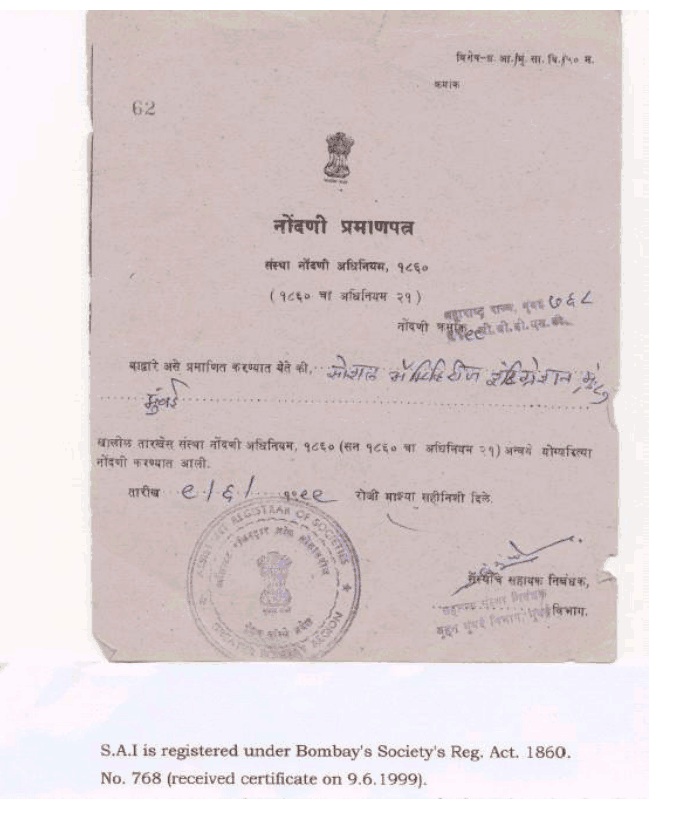 विशेष-प्र. आ./मुं. सा. वि./५० म.
क्रमांक
62
नोंदणी प्रमाणपत्र
संस्था नोंदणी अधिनियम, १८६०
(१८६० चा अधिनियम २१)
महाराष्ट्र राज्य, मुंबई ७६८
नोंदणी क्रमांक
याद्वारे असे प्रमाणित करण्यात येते की, सोशल ॲक्टिव्हिटीज इंटिग्रेशन,
मुंबई
खालील तारखेस संस्था नोंदणी अधिनियम, १८६० (सन १८६० चा अधिनियम २१) अन्वये योग्यरित्या
नोंदणी करण्यात आली.
तारीख ९/६/१९९९ रोजी माझ्या सहीनिशी दिले.
ASSISTANT REGISTRAR OF SOCIETIES
GREATER BOMBAY REGION
संस्थांचे सहायक निबंधक,
सहायक संस्था निबंधक
बृहन मुंबई विभाग, मुंबई विभाग.
S.A.I is registered under Bombay's Society's Reg. Act. 1860.
No. 768 (received certificate on 9.6.1999).